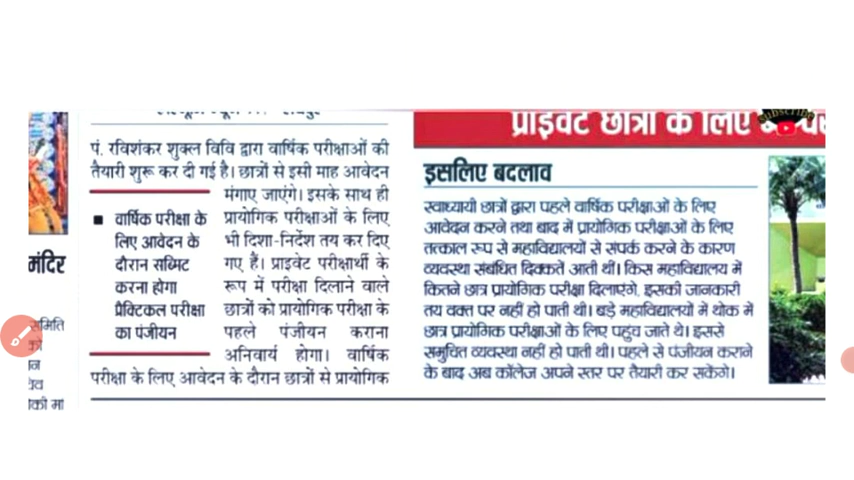 पं. रविशंकर शुक्ल विवि द्वारा वार्षिक परीक्षाओं की
तैयारी शुरू कर दी गई है। छात्रों से इसी माह आवेदन
मंगाए जाएंगे। इसके साथ ही
प्रायोगिक परीक्षाओं के लिए
भी दिशा-निर्देश तय कर दिए
गए हैं। प्राइवेट परीक्षार्थी के
रूप में परीक्षा दिलाने वाले
छात्रों को प्रायोगिक परीक्षा के
पहले पंजीयन कराना
अनिवार्य होगा। वार्षिक
परीक्षा के लिए आवेदन के दौरान छात्रों से प्रायोगिक
■ वार्षिक परीक्षा के
लिए आवेदन के
दौरान सब्मिट
करना होगा
प्रैक्टिकल परीक्षा
का पंजीयन
प्राइवेट छात्रों के लिए
इसलिए बदलाव
स्वाध्यायी छात्रों द्वारा पहले वार्षिक परीक्षाओं के लिए
आवेदन करने तथा बाद में प्रायोगिक परीक्षाओं के लिए
तत्काल रूप से महाविद्यालयों से संपर्क करने के कारण
व्यवस्था संबंधित दिक्कतें आती थीं। किस महाविद्यालय में
कितने छात्र प्रायोगिक परीक्षा दिलाएंगे, इसकी जानकारी
तय वक्त पर नहीं हो पाती थी। बड़े महाविद्यालयों में थोक में
छात्र प्रायोगिक परीक्षाओं के लिए पहुंच जाते थे। इससे
समुचित व्यवस्था नहीं हो पाती थी। पहले से पंजीयन कराने
के बाद अब कॉलेज अपने स्तर पर तैयारी कर सकेंगे।
subscribe
मंदिर